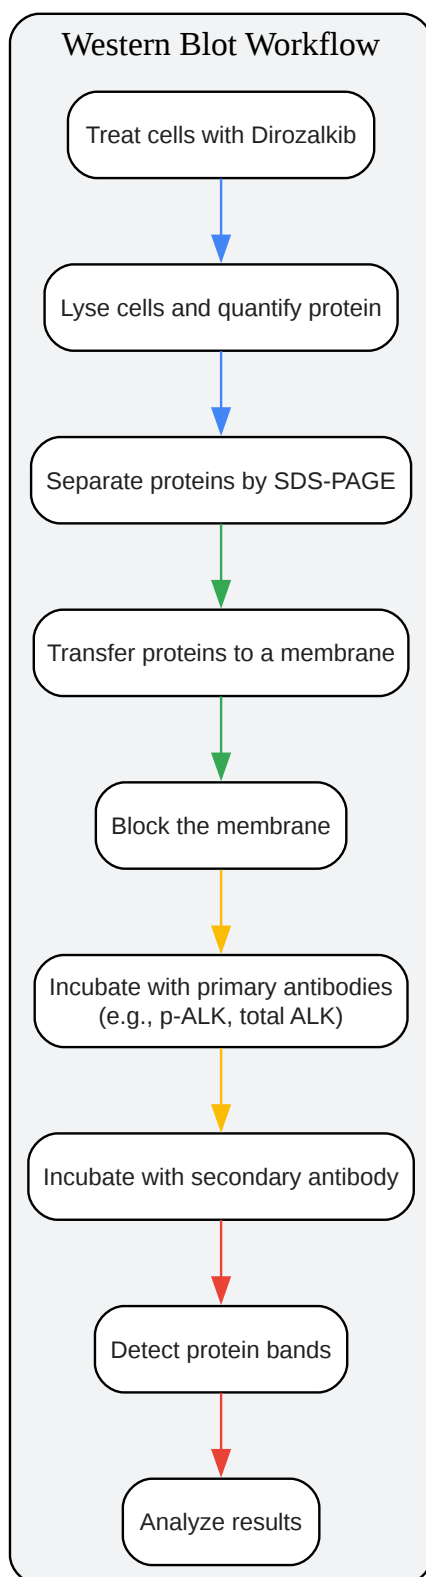 Western Blot Workflow
Treat cells with Dirozalkib
Lyse cells and quantify protein
Separate proteins by SDS-PAGE
Transfer proteins to a membrane
Block the membrane
Incubate with primary antibodies
(e.g., p-ALK, total ALK)
Incubate with secondary antibody
Detect protein bands
Analyze results